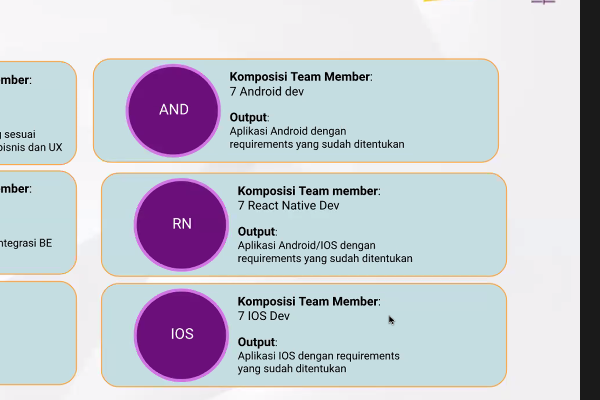 mber:
g sesuai
bisnis dan UX
AND
Komposisi Team Member:
7 Android dev
Output:
Aplikasi Android dengan
requirements yang sudah ditentukan
mber:
ntegrasi BE
RN
Komposisi Team member:
7 React Native Dev
Output:
Aplikasi Android/IOS dengan
requirements yang sudah ditentukan
IOS
Komposisi Team Member:
7 IOS Dev
Output:
Aplikasi IOS dengan requirements
yang sudah ditentukan